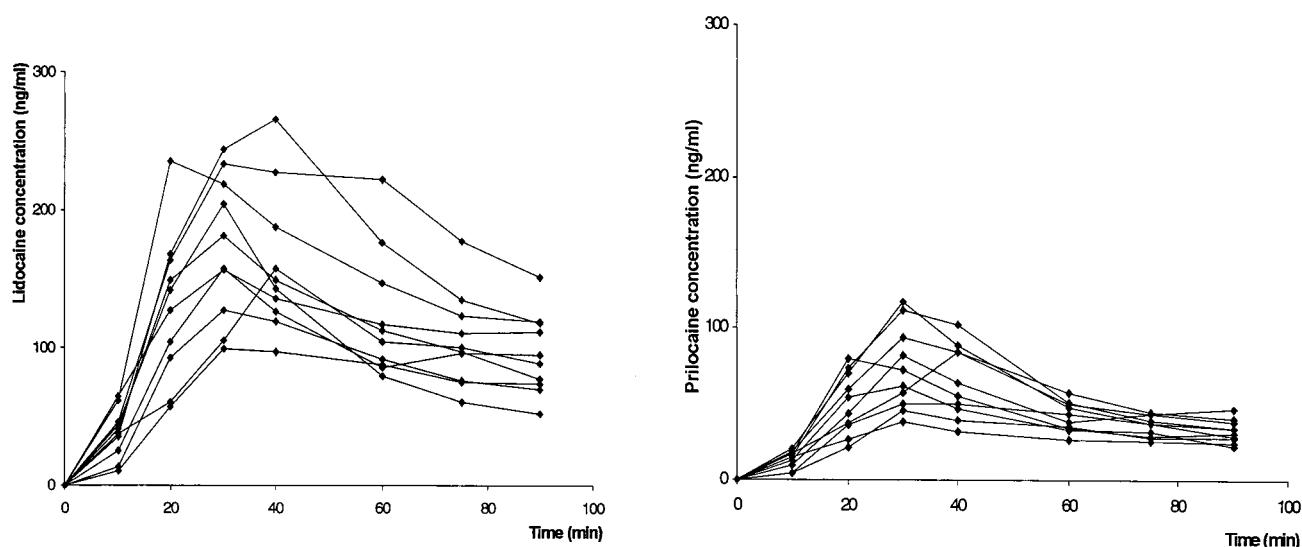 Lidocaine concentration (ng/ml)
300
200
100
0
0 20 40 60 80 100
Time (min)
Prilocaine concentration (ng/ml)
300
200
100
0
0 20 40 60 80 100
Time (min)